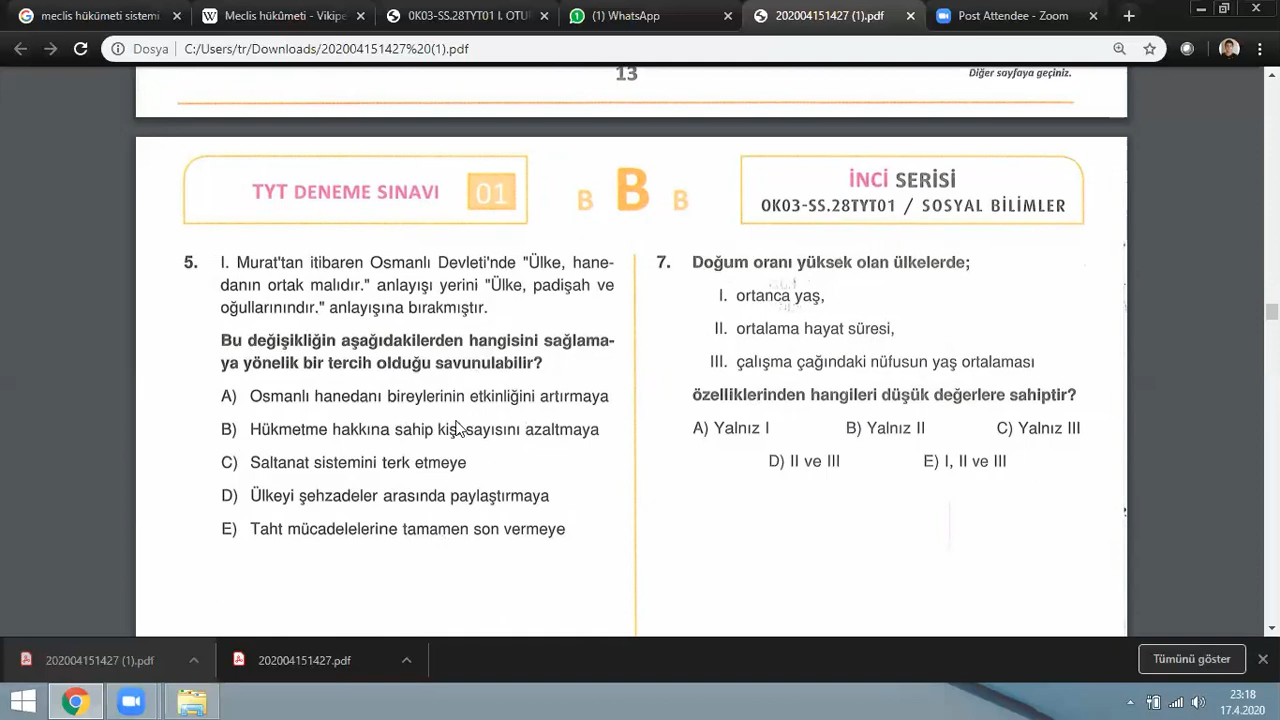 meclis hükümeti sistemi
Meclis hükûmeti - Vikipe
0K03-SS.28TYT01 I. OTU
(1) WhatsApp
202004151427 (1).pdf
Post Attendee - Zoom
Dosya
C:/Users/tr/Downloads/202004151427%20(1).pdf
13
Diğer sayfaya geçiniz.
TYT DENEME SINAVI 01
B B B
İNCİ SERİSİ
0K03-SS.28TYT01 / SOSYAL BİLİMLER
5. I. Murat'tan itibaren Osmanlı Devleti'nde "Ülke, hane-
danın ortak malıdır." anlayışı yerini "Ülke, padişah ve
oğullarınındır." anlayışına bırakmıştır.
Bu değişikliğin aşağıdakilerden hangisini sağlama-
ya yönelik bir tercih olduğu savunulabilir?
A) Osmanlı hanedanı bireylerinin etkinliğini artırmaya
B) Hükmetme hakkına sahip kişi sayısını azaltmaya
C) Saltanat sistemini terk etmeye
D) Ülkeyi şehzadeler arasında paylaştırmaya
E) Taht mücadelelerine tamamen son vermeye
7. Doğum oranı yüksek olan ülkelerde;
I. ortanca yaş,
II. ortalama hayat süresi,
III. çalışma çağındaki nüfusun yaş ortalaması
özelliklerinden hangileri düşük değerlere sahiptir?
A) Yalnız I B) Yalnız II C) Yalnız III
D) II ve III E) I, II ve III
202004151427 (1).pdf
202004151427.pdf
Tümünü göster
23:18
17.4.2020